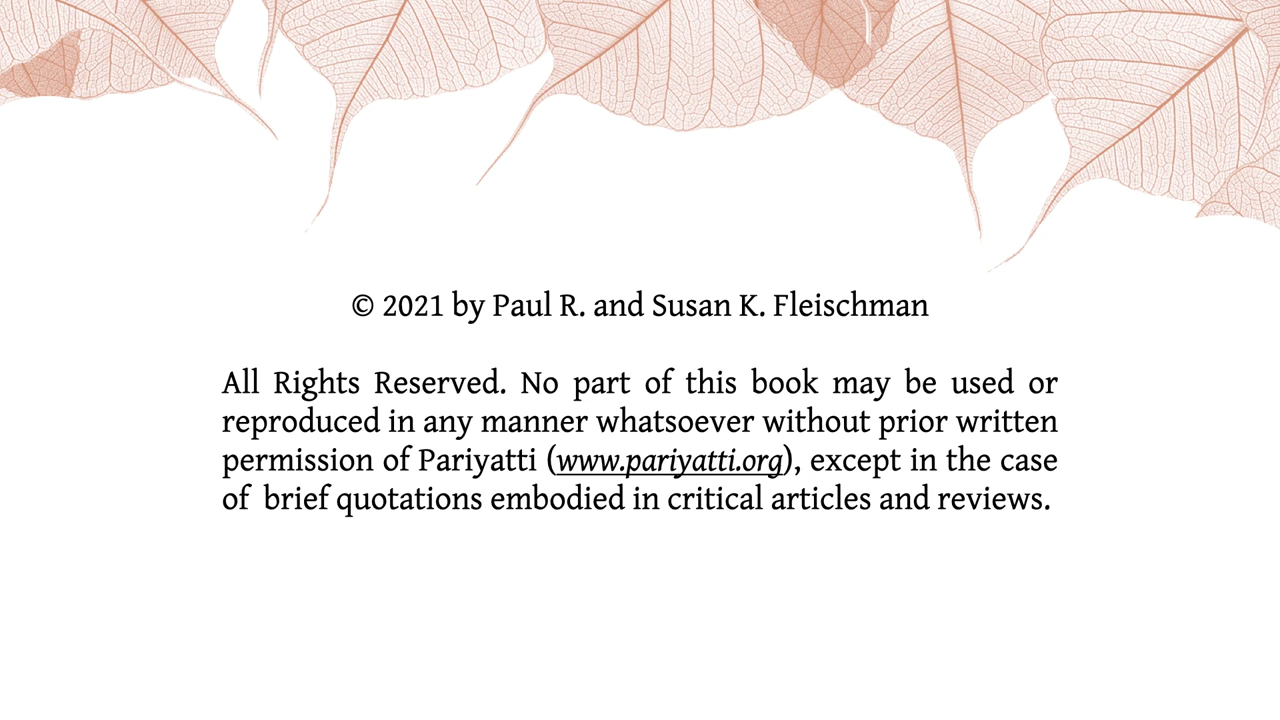 © 2021 by Paul R. and Susan K. Fleischman
All Rights Reserved. No part of this book may be used or
reproduced in any manner whatsoever without prior written
permission of Pariyatti (www.pariyatti.org), except in the case
of brief quotations embodied in critical articles and reviews.